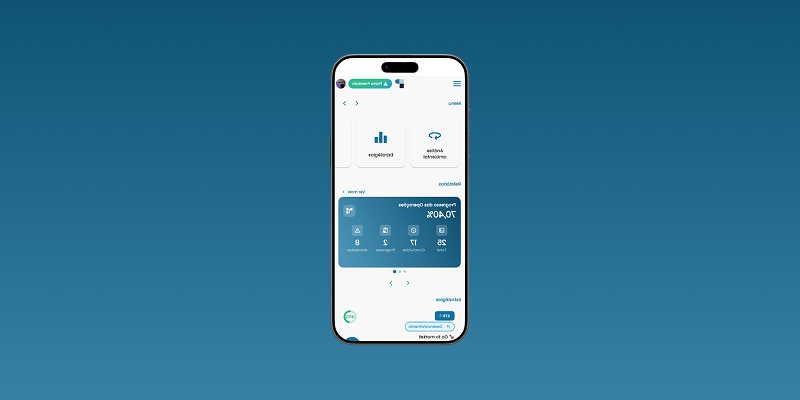 Plano Premium
Menu
Análise
ambiental
Estratégias
Relatórios
Ver mais
Progresso das Operações
70,40%
25
Total
17
Concluídas
2
Progresso
8
Atrasadas
Estratégias
STR-1
Desenvolvimento
Go to market